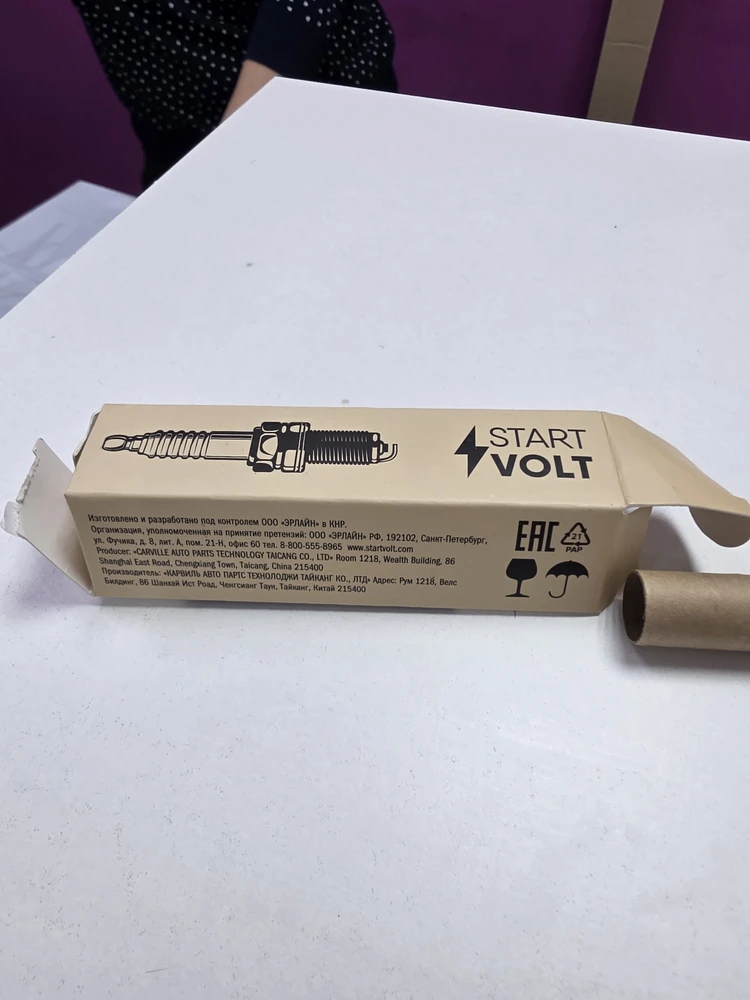 START
VOLT
Изготовлено и разработано под контролем ООО «ЭРЛАЙН» в КНР.
Организация, уполномоченная на принятие претензий: ООО «ЭРЛАЙН» РФ, 192102, Санкт-Петербург,
ул. Фучика, д. 8, лит. А, пом. 21-Н, офис 60 тел. 8-800-555-8965 www.startvolt.com
Producer: «CARVILLE AUTO PARTS TECHNOLOGY TAICANG CO., LTD» Room 1218, Wealth Building, 86
Shanghai East Road, Chengxiang Town, Taicang, China 215400
Производитель: «КАРВИЛЬ АВТО ПАРТС ТЕХНОЛОДЖИ ТАЙКАНГ КО., ЛТД» Адрес: Рум 1218, Велс
Билдинг, 86 Шанхай Ист Роад, Ченгсианг Таун, Тайканг, Китай 215400
EAC
21
PAP